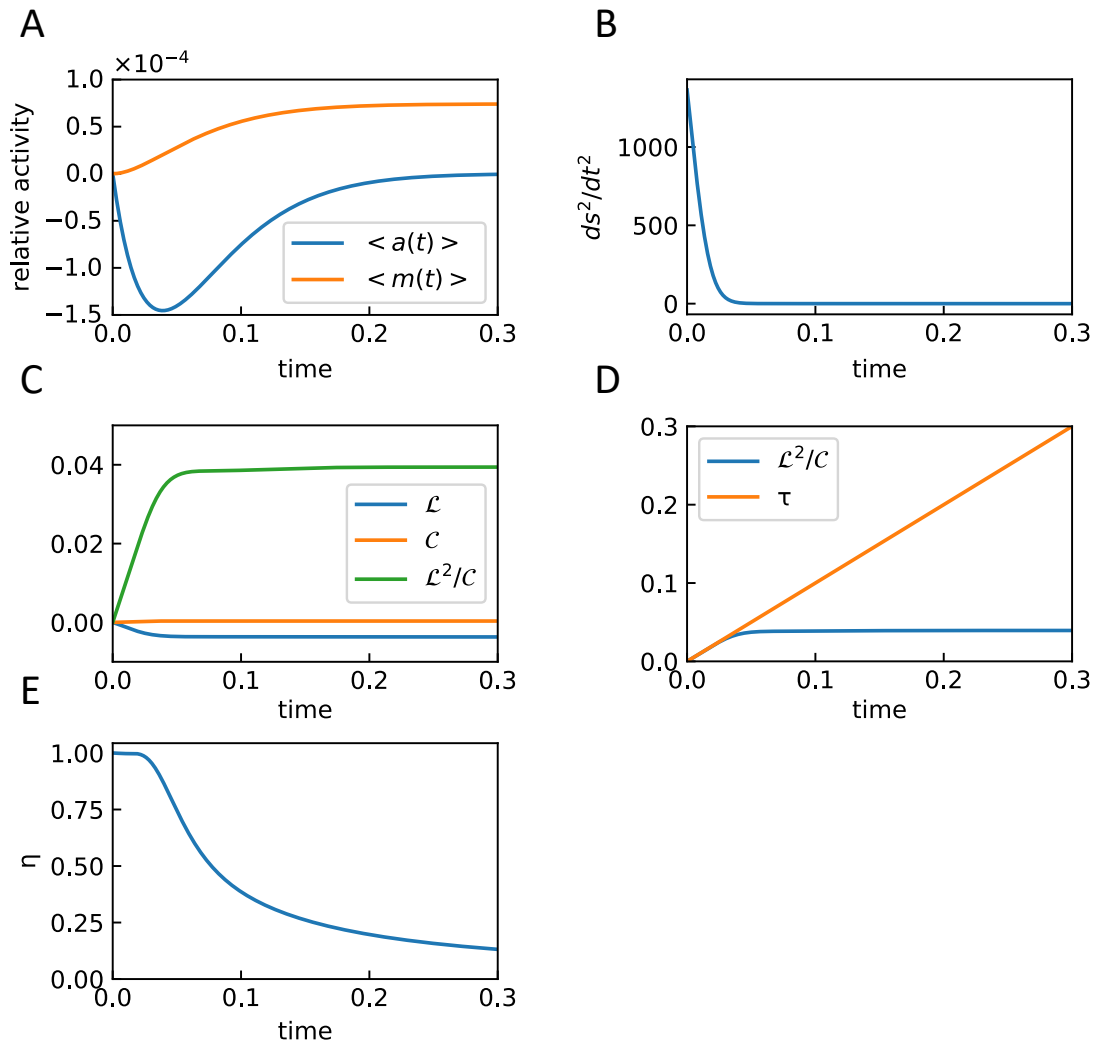 A
×10⁻⁴
1.0
0.5
0.0
−0.5
−1.0
−1.5
relative activity
< a(t) >
< m(t) >
0.0 0.1 0.2 0.3
time
B
1000
500
0
ds²/dt²
0.0 0.1 0.2 0.3
time
C
0.04
0.02
0.00
ℒ
𝒞
ℒ²/𝒞
0.0 0.1 0.2 0.3
time
D
0.3
0.2
0.1
0.0
ℒ²/𝒞
τ
0.0 0.1 0.2 0.3
time
E
1.00
0.75
0.50
0.25
0.00
η
0.0 0.1 0.2 0.3
time